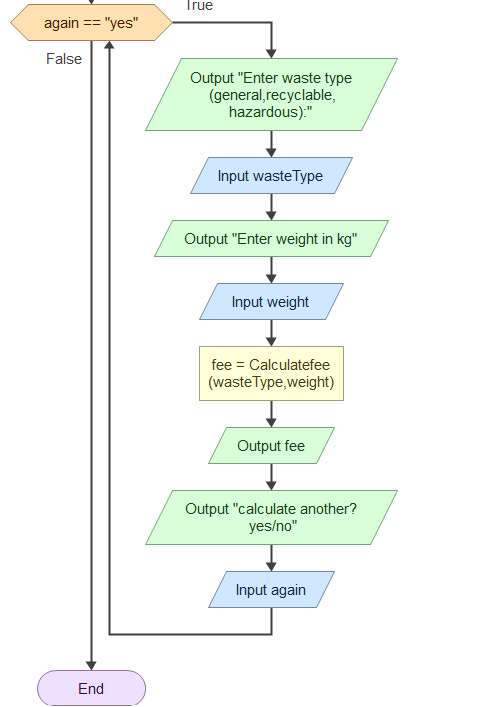 True
again == "yes"
False
Output "Enter waste type
(general,recyclable,
hazardous):"
Input wasteType
Output "Enter weight in kg"
Input weight
fee = Calculatefee
(wasteType,weight)
Output fee
Output "calculate another?
yes/no"
Input again
End